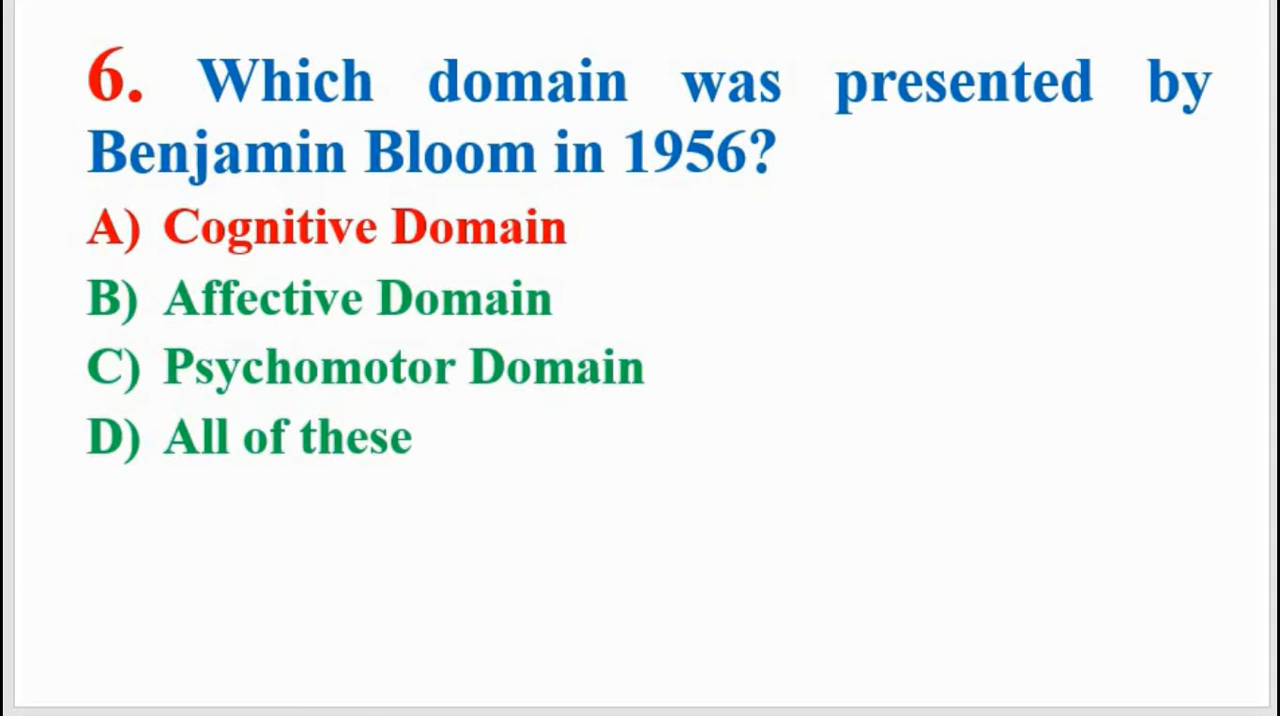 6. Which domain was presented by
Benjamin Bloom in 1956?
A) Cognitive Domain
B) Affective Domain
C) Psychomotor Domain
D) All of these